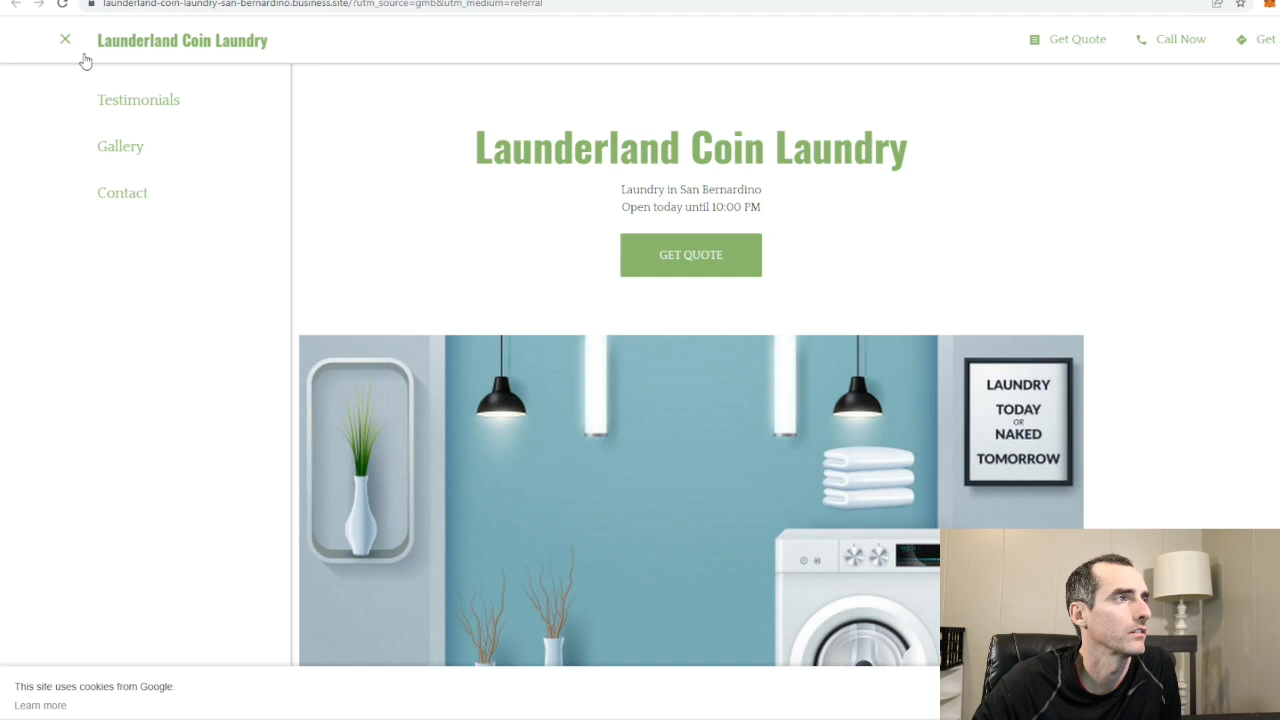 launderland-coin-laundry-san-bernardino.business.site/?utm_source=gmb&utm_medium=referral
Launderland Coin Laundry
Get Quote
Call Now
Get
Testimonials
Gallery
Contact
Launderland Coin Laundry
Laundry in San Bernardino
Open today until 10:00 PM
GET QUOTE
LAUNDRY
TODAY
OR
NAKED
TOMORROW
This site uses cookies from Google.
Learn more